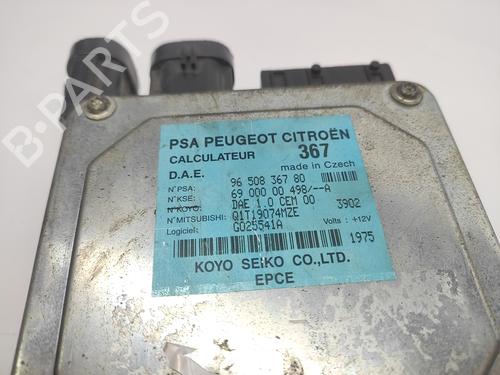 PSA PEUGEOT CITROËN
CALCULATEUR 367
D.A.E. made in Czech
N°PSA: 96 508 367 80
N°KSE: 69 000 00 498/--A
N°KOYO: DAE 1.0 CEM 00 3902
N°MITSUBISHI: Q1T19074MZE Volts : +12V
Logiciel: G025541A
1975
KOYO SEIKO CO.,LTD.
EPCE
B-PARTS